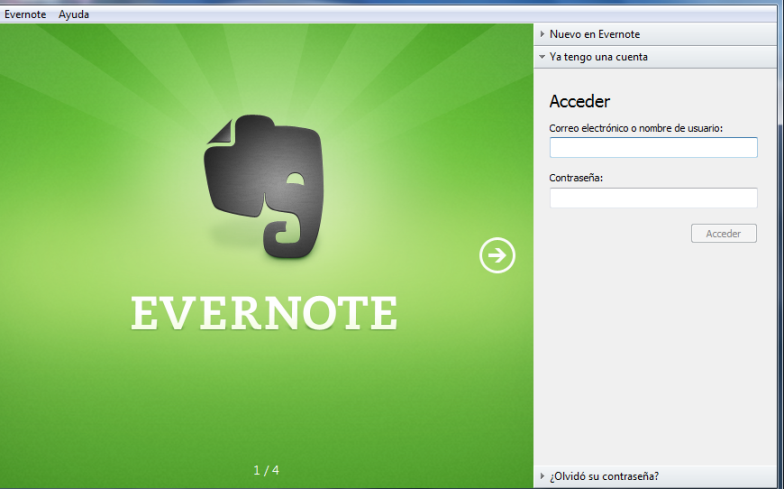 Evernote Ayuda
EVERNOTE
1 / 4
Nuevo en Evernote
Ya tengo una cuenta
Acceder
Correo electrónico o nombre de usuario:
Contraseña:
Acceder
¿Olvidó su contraseña?